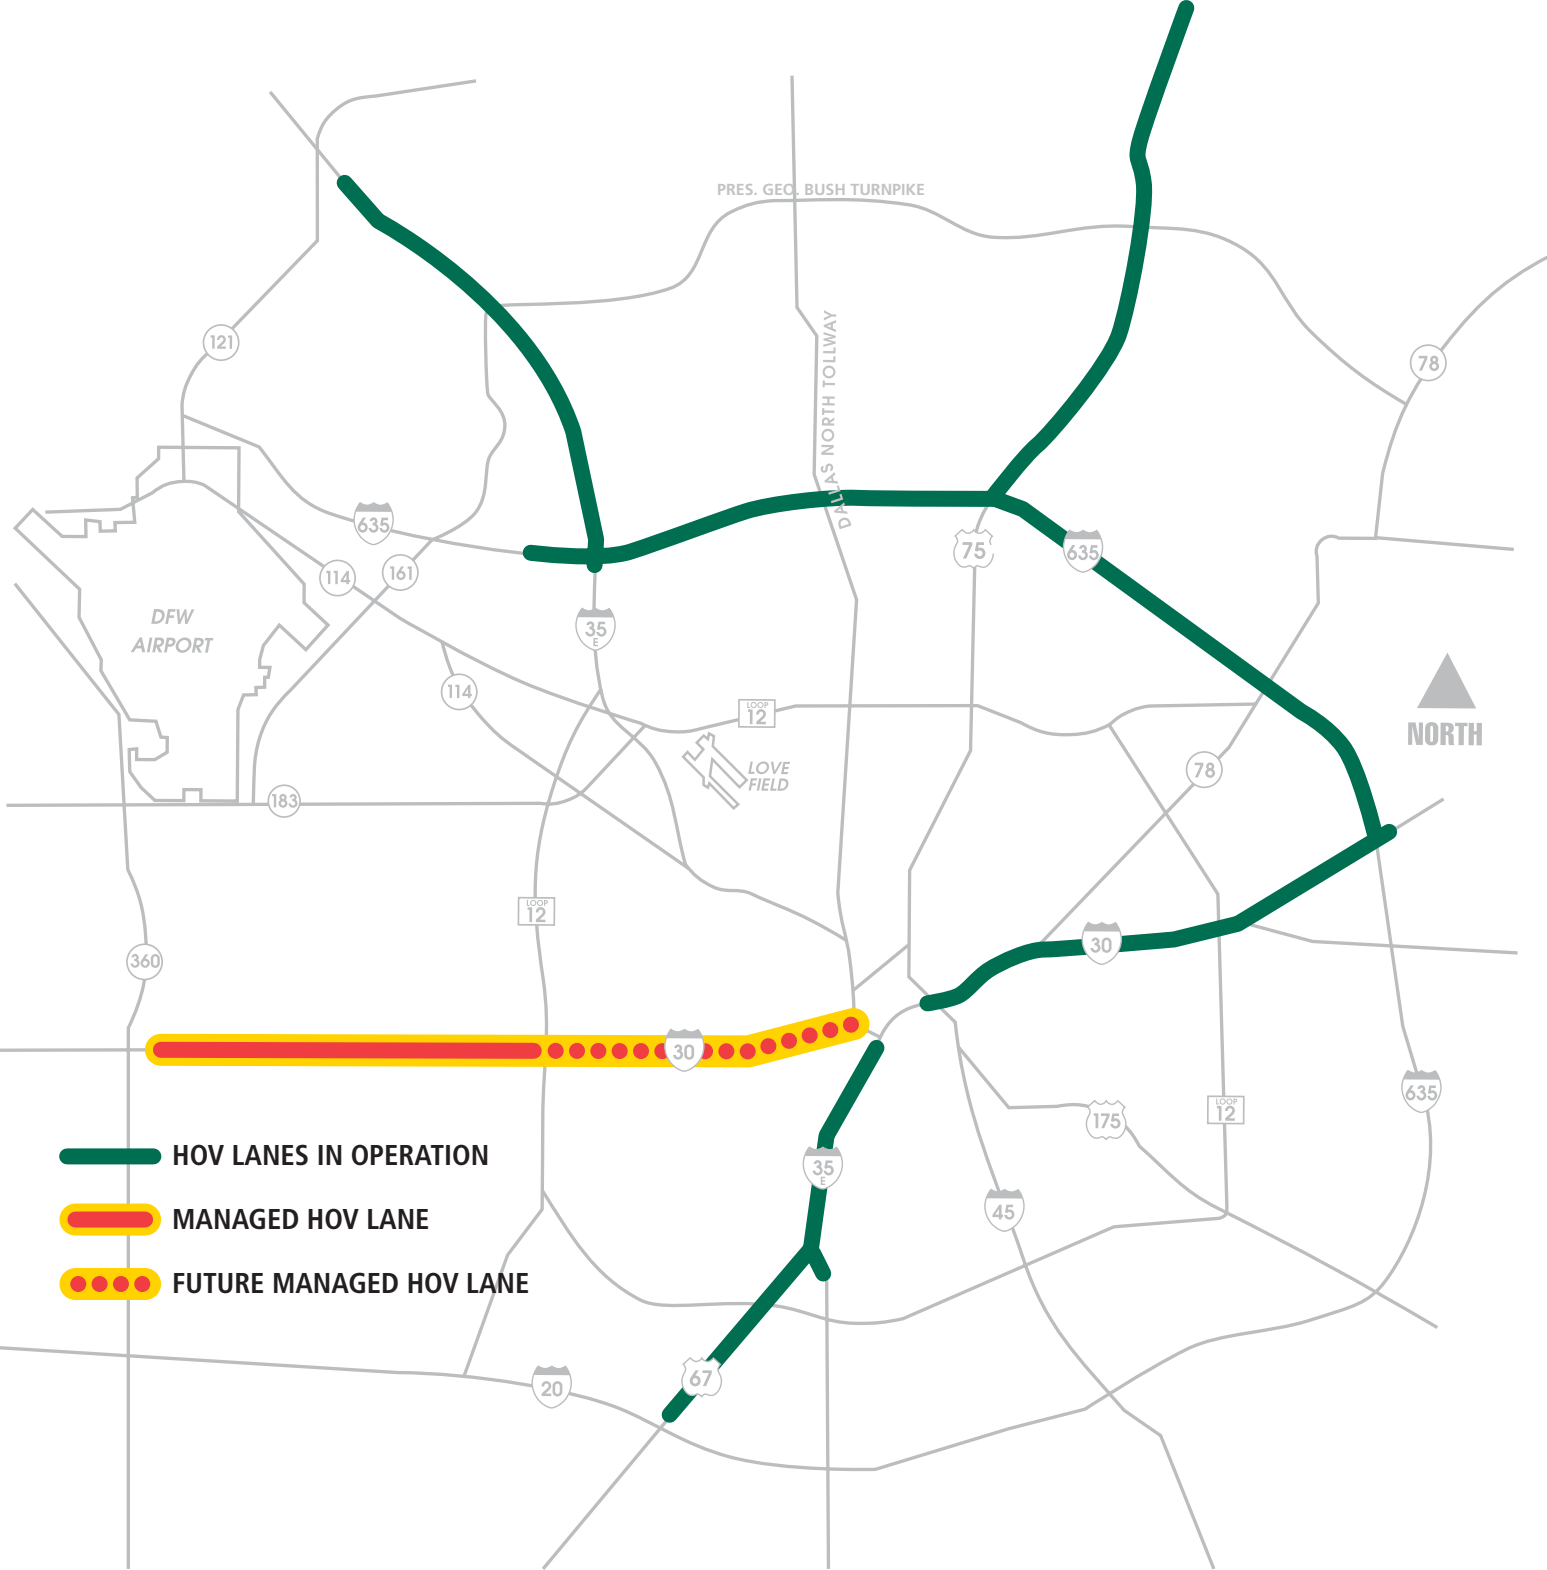 PRES. GEO. BUSH TURNPIKE
DALLAS NORTH TOLLWAY
121
78
635
75
635
114
161
DFW
AIRPORT
35
E
114
LOOP
12
NORTH
LOVE
FIELD
78
183
LOOP
12
30
360
30
635
LOOP
12
175
HOV LANES IN OPERATION
35
E
45
MANAGED HOV LANE
FUTURE MANAGED HOV LANE
67
20